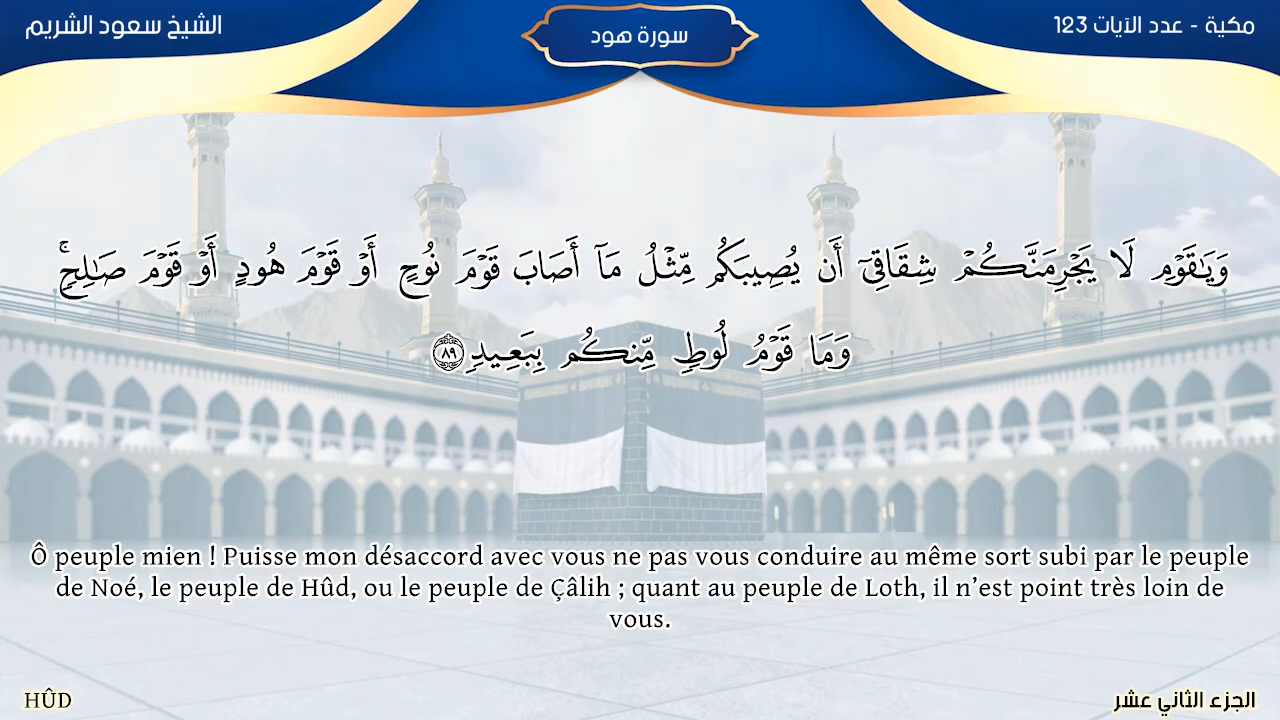 مكية - عدد الآيات 123
سورة هود
الشيخ سعود الشريم
وَيَـٰقَوْمِ لَا يَجْرِمَنَّكُمْ شِقَاقِىٓ أَن يُصِيبَكُم مِّثْلُ مَآ أَصَابَ قَوْمَ نُوحٍ أَوْ قَوْمَ هُودٍ أَوْ قَوْمَ صَـٰلِحٍۢ ۚ
وَمَا قَوْمُ لُوطٍۢ مِّنكُم بِبَعِيدٍۢ ٨٩
Ô peuple mien ! Puisse mon désaccord avec vous ne pas vous conduire au même sort subi par le peuple
de Noé, le peuple de Hûd, ou le peuple de Çâlih ; quant au peuple de Loth, il n’est point très loin de
vous.
HÛD
الجزء الثاني عشر